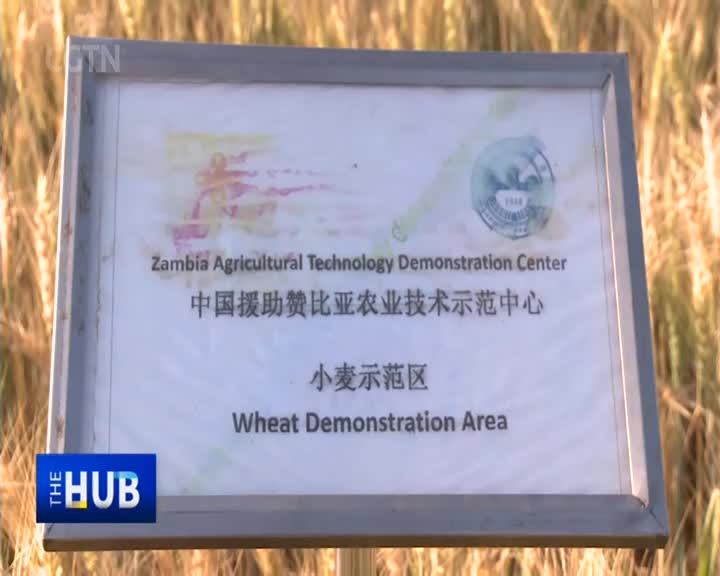 CGTN
Zambia Agricultural Technology Demonstration Center
中国援助赞比亚农业技术示范中心
小麦示范区
Wheat Demonstration Area
THE HUB